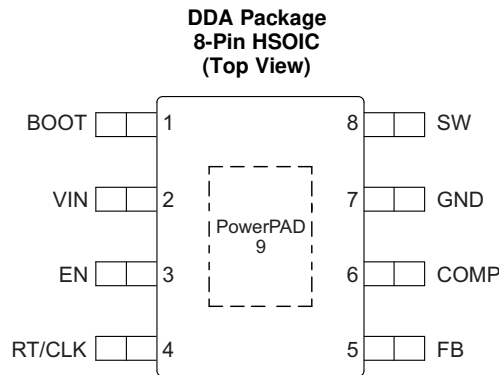 DDA Package
8-Pin HSOIC
(Top View)
BOOT 1 8 SW
VIN 2 7 GND
PowerPAD
9
EN 3 6 COMP
RT/CLK 4 5 FB